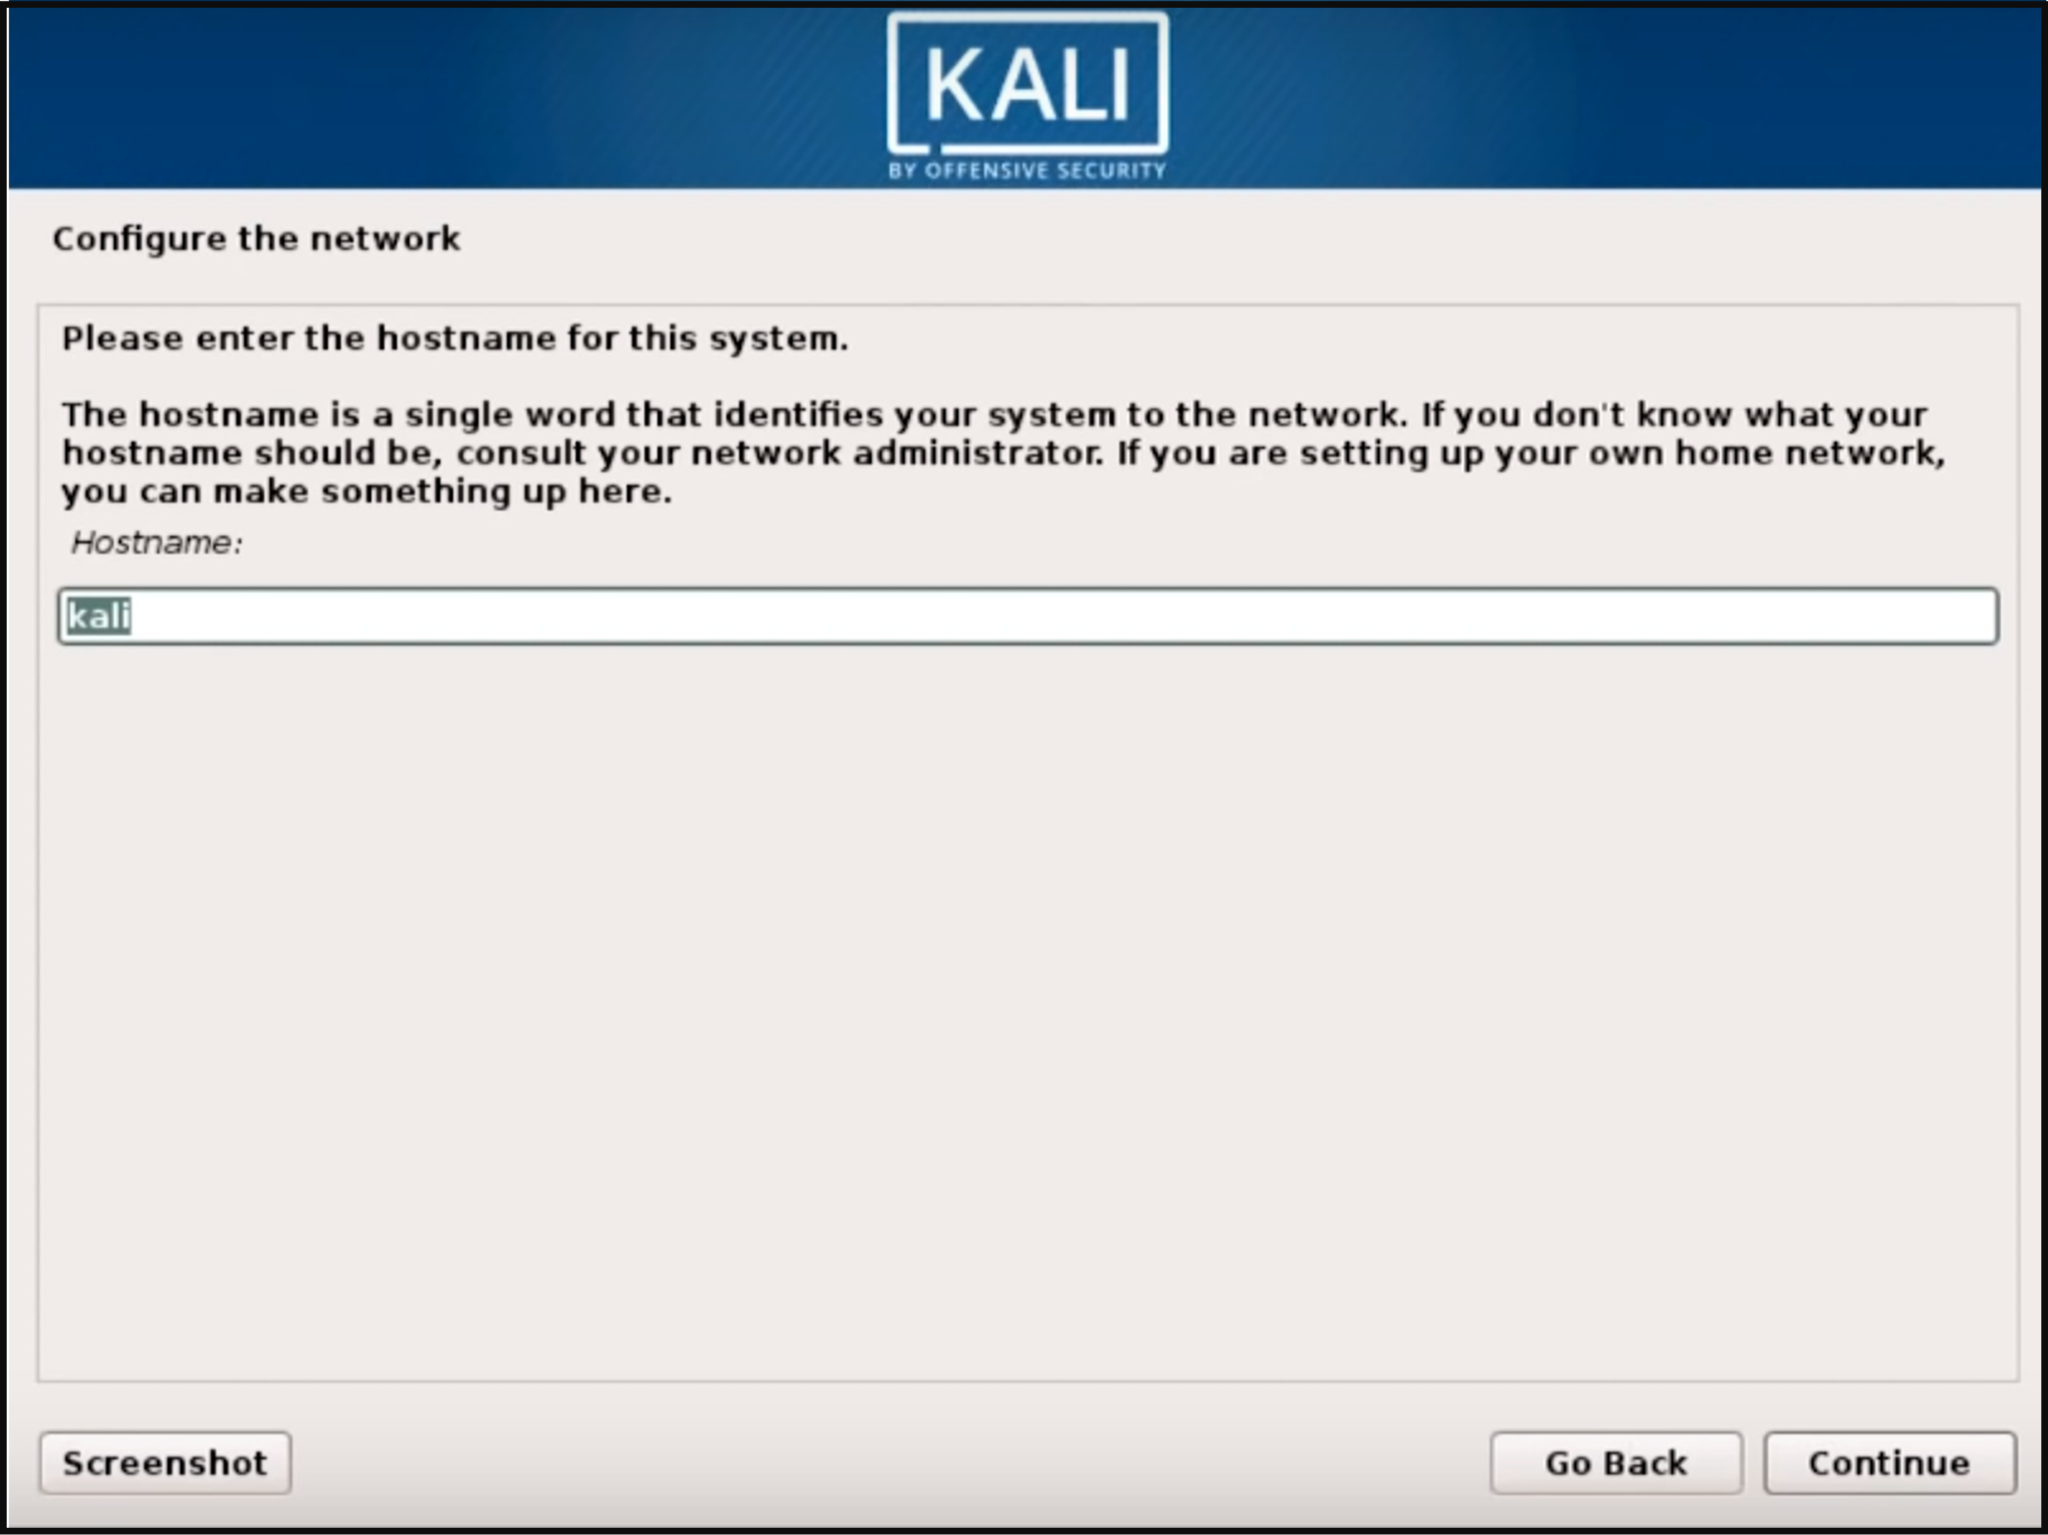 KALI
BY OFFENSIVE SECURITY
Configure the network
Please enter the hostname for this system.
The hostname is a single word that identifies your system to the network. If you don't know what your
hostname should be, consult your network administrator. If you are setting up your own home network,
you can make something up here.
Hostname:
kali
Screenshot
Go Back
Continue